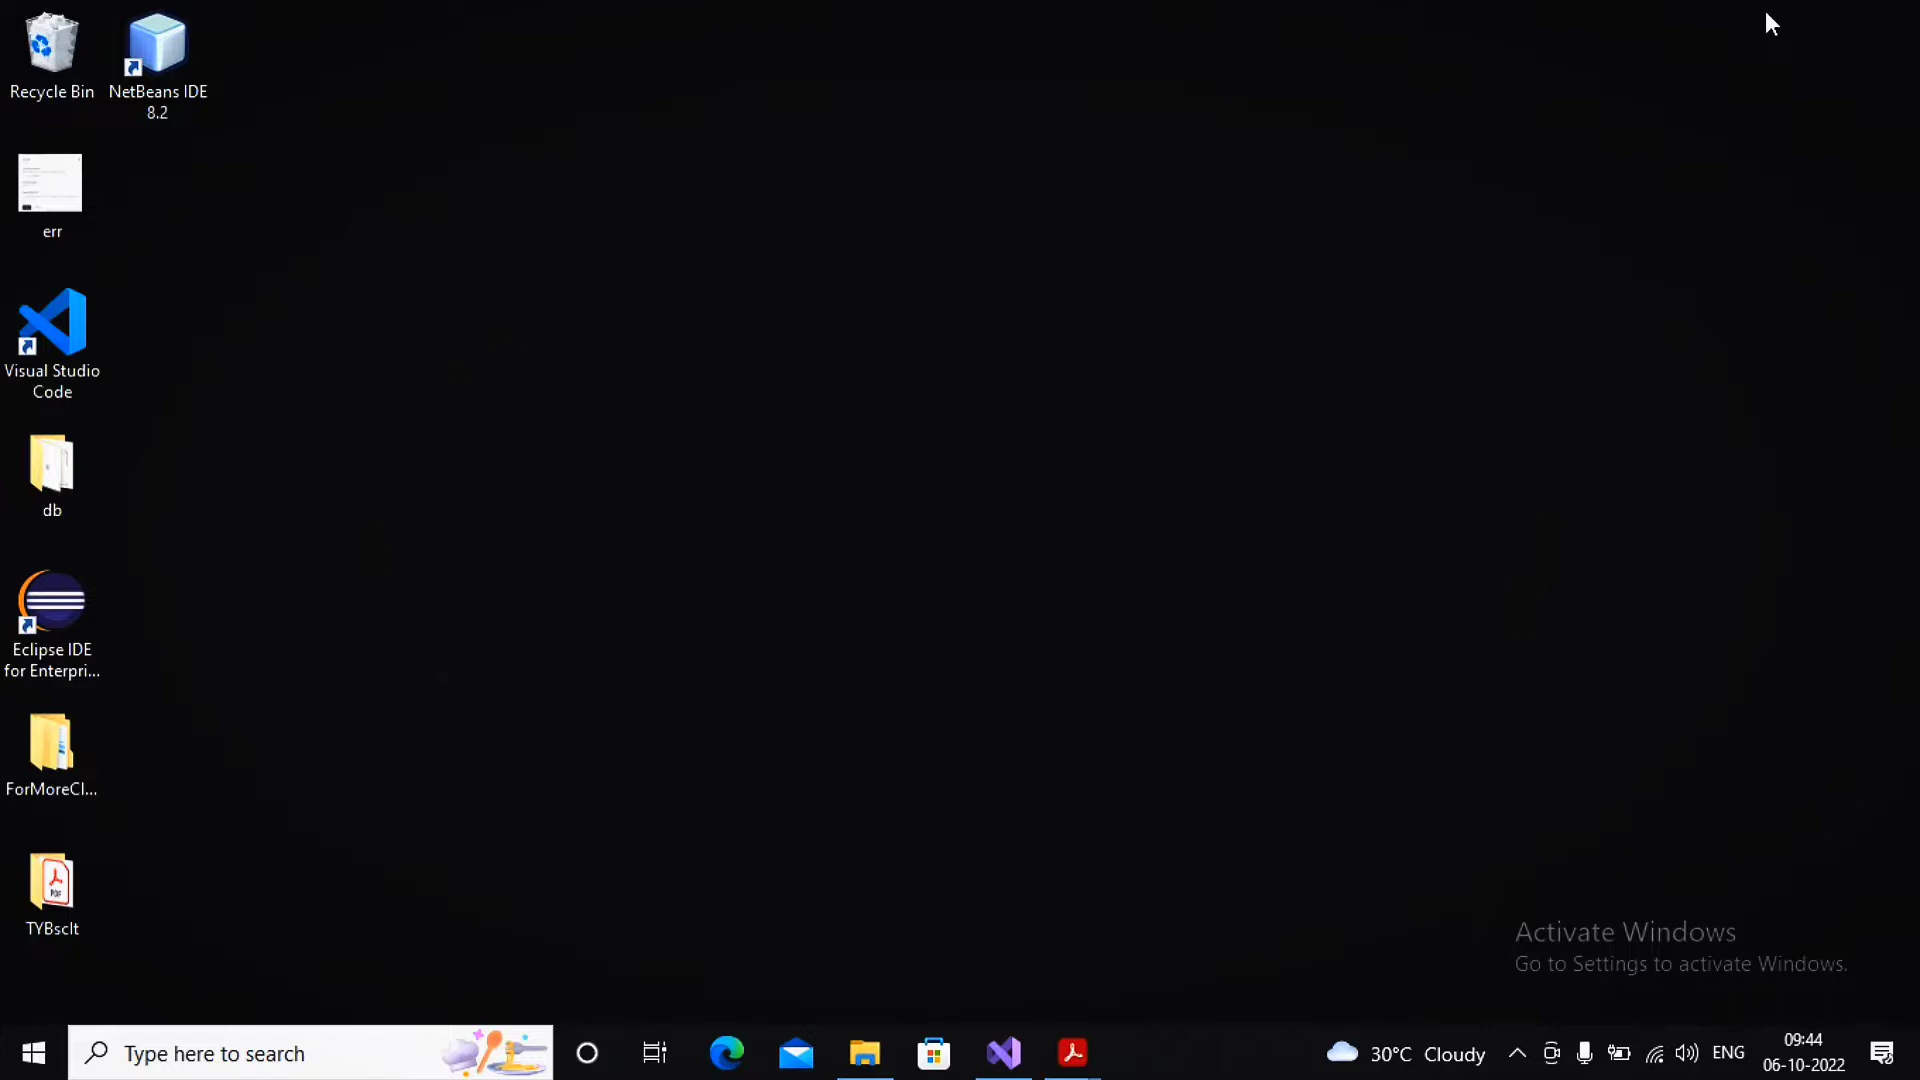 Recycle Bin
NetBeans IDE
8.2
err
Visual Studio
Code
db
Eclipse IDE
for Enterpri...
ForMoreCl...
PDF
TYBscIt
Activate Windows
Go to Settings to activate Windows.
Type here to search
30°C Cloudy
ENG
09:44
06-10-2022